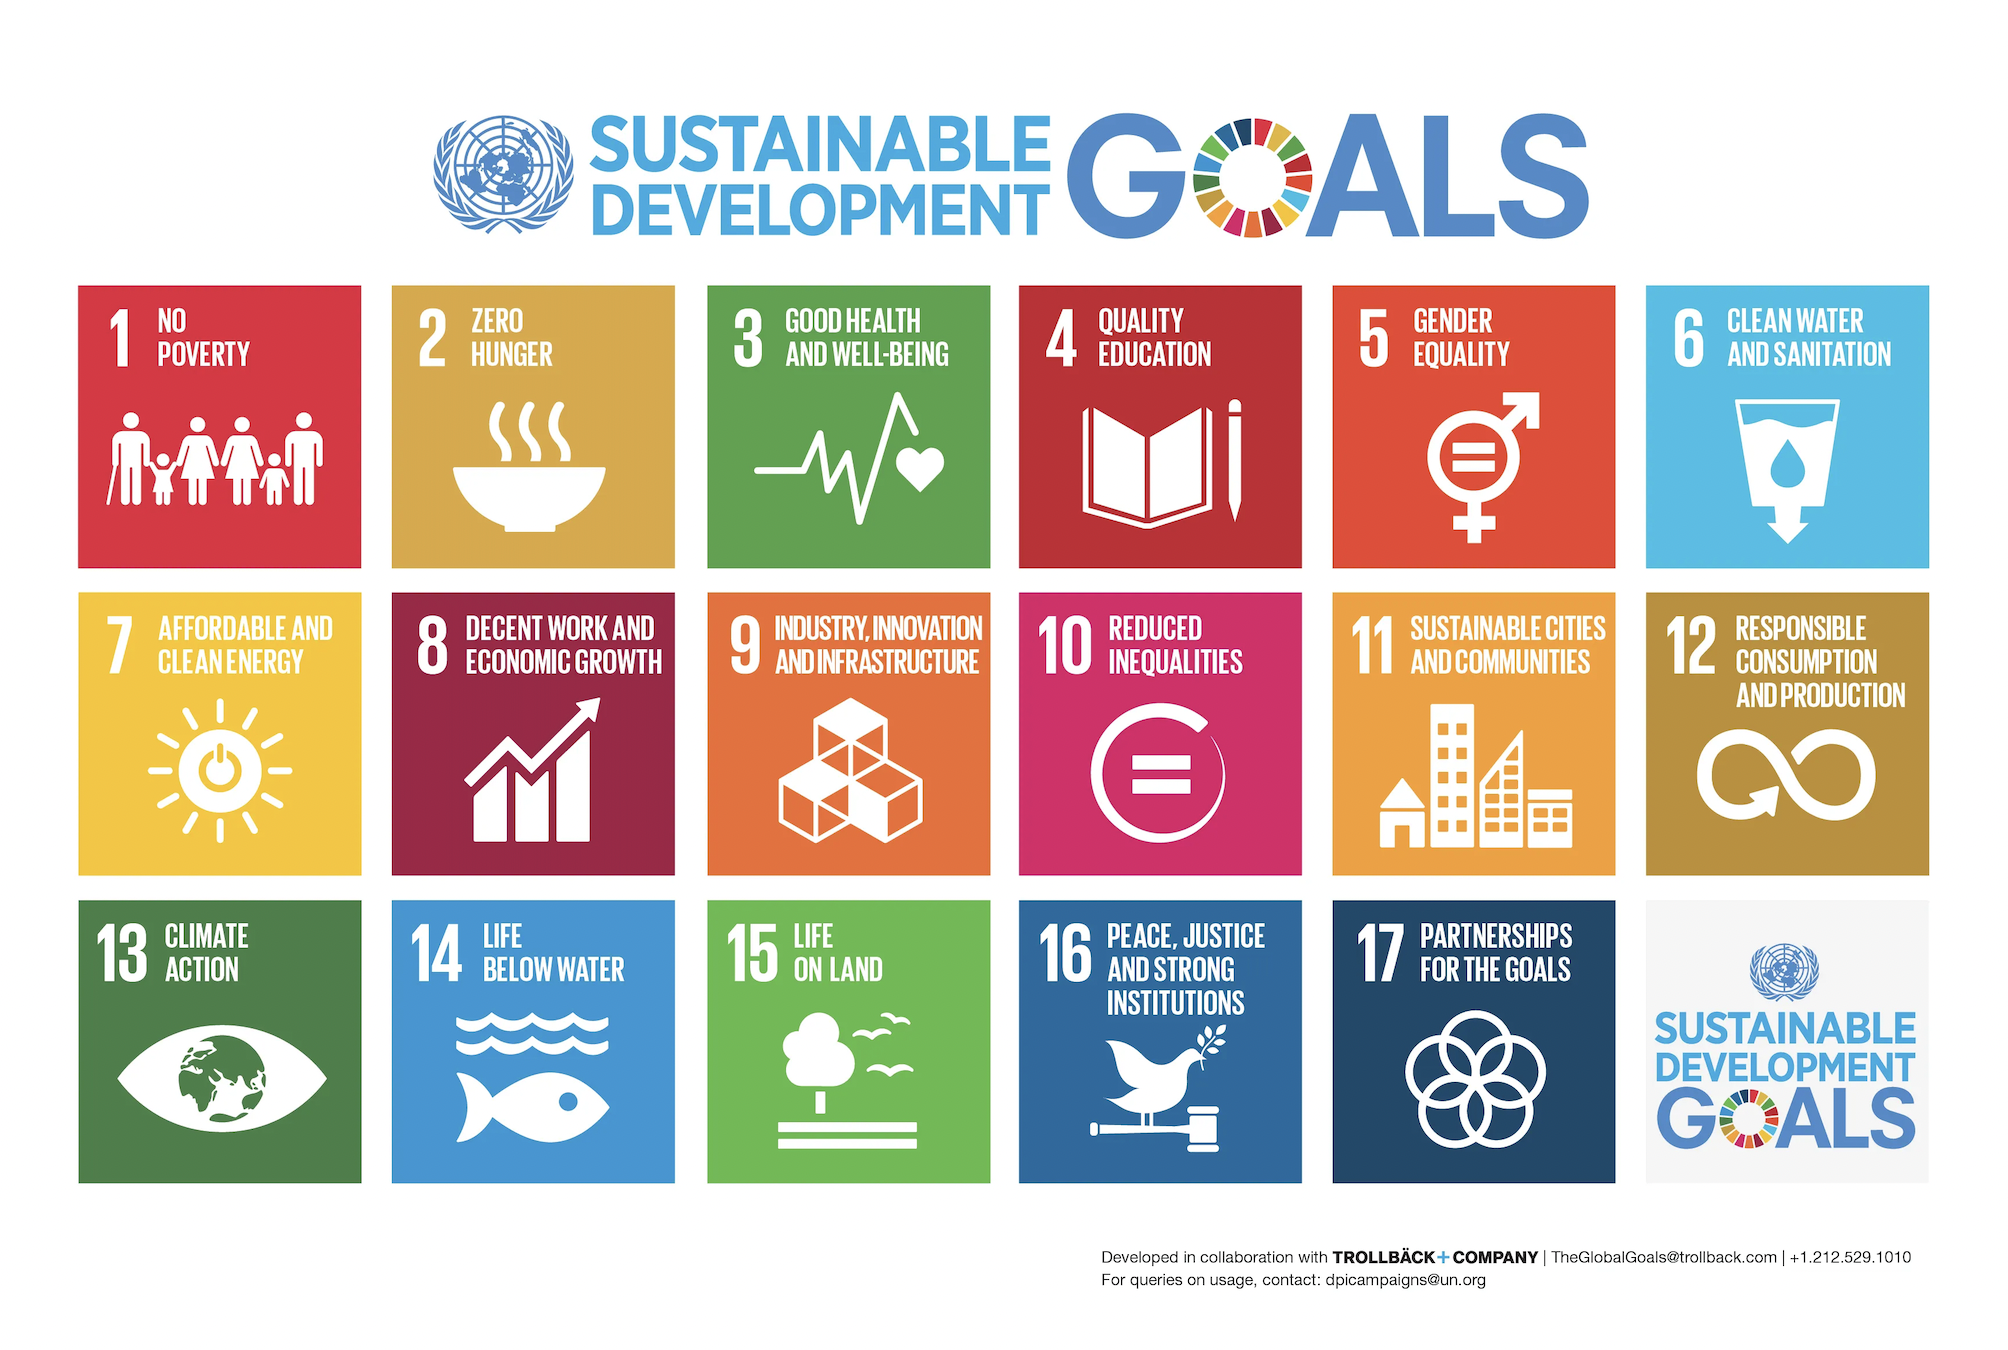 SUSTAINABLE
DEVELOPMENT
GOALS
1 NO
POVERTY
2 ZERO
HUNGER
3 GOOD HEALTH
AND WELL-BEING
4 QUALITY
EDUCATION
5 GENDER
EQUALITY
6 CLEAN WATER
AND SANITATION
7 AFFORDABLE AND
CLEAN ENERGY
8 DECENT WORK AND
ECONOMIC GROWTH
9 INDUSTRY, INNOVATION
AND INFRASTRUCTURE
10 REDUCED
INEQUALITIES
11 SUSTAINABLE CITIES
AND COMMUNITIES
12 RESPONSIBLE
CONSUMPTION
AND PRODUCTION
13 CLIMATE
ACTION
14 LIFE
BELOW WATER
15 LIFE
ON LAND
16 PEACE, JUSTICE
AND STRONG
INSTITUTIONS
17 PARTNERSHIPS
FOR THE GOALS
SUSTAINABLE
DEVELOPMENT
GOALS
Developed in collaboration with TROLLBÄCK+COMPANY | TheGlobalGoals@trollback.com | +1.212.529.1010
For queries on usage, contact: dpicampaigns@un.org